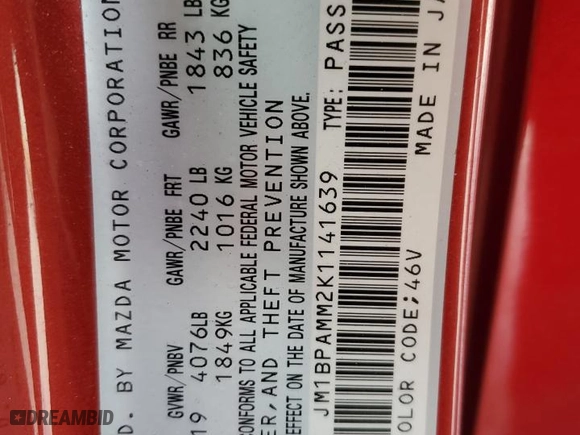 D. BY MAZDA MOTOR CORPORATION
GVWR/PNBV GAWR/PNBE FRT GAWR/PNBE RR
19 4076LB 2240 LB 1843 LB
1849KG 1016 KG 836 KG
CONFORMS TO ALL APPLICABLE FEDERAL MOTOR VEHICLE SAFETY
ER, AND THEFT PREVENTION
EFFECT ON THE DATE OF MANUFACTURE SHOWN ABOVE.
JM1BPAMM2K1141639 TYPE: PASS
MADE IN JA
OLOR CODE;46V
DREAMBID